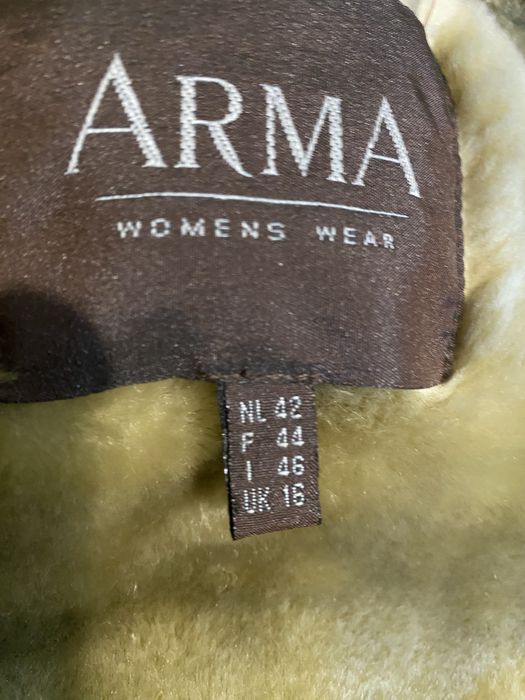 ARMA
WOMENS WEAR
NL 42
F 44
I 46
UK 16